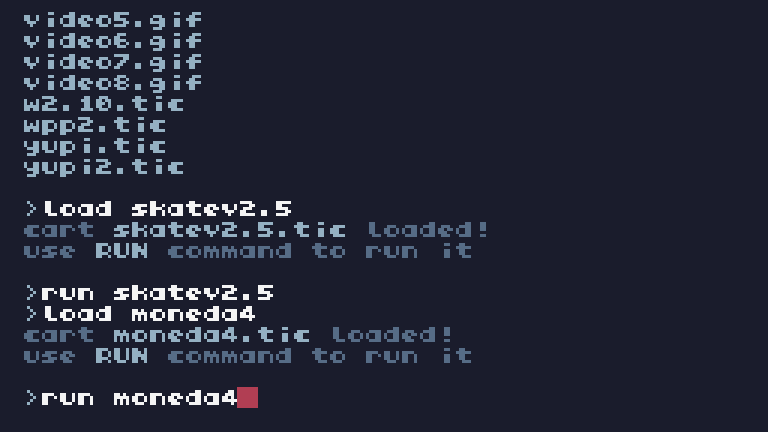 video5.gif
video6.gif
video7.gif
video8.gif
w2.10.tic
wpp2.tic
yupi.tic
yupi2.tic
>load skatev2.5
cart skatev2.5.tic loaded!
use RUN command to run it
>run skatev2.5
>load moneda4
cart moneda4.tic loaded!
use RUN command to run it
>run moneda4